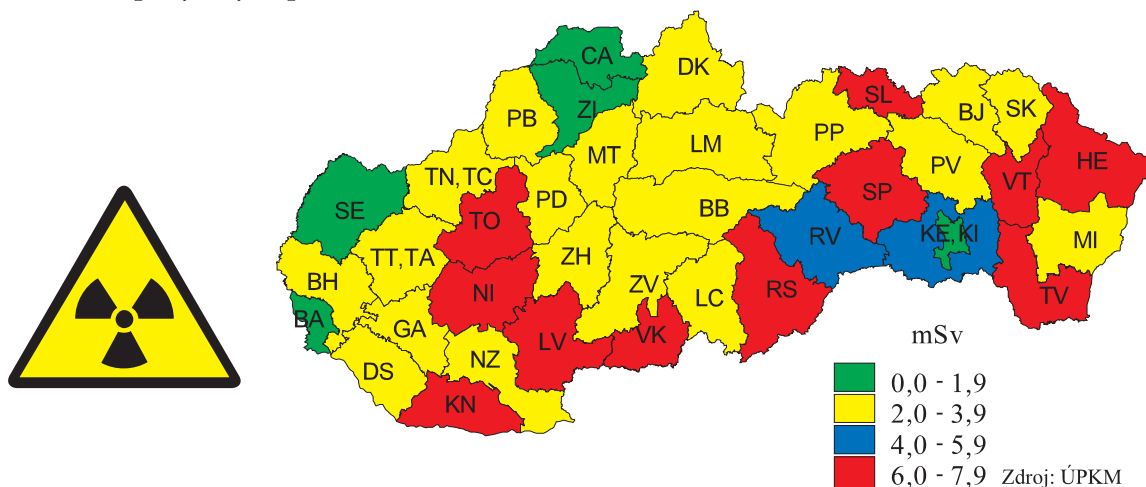 CA
DK
SL
ZI
PB
BJ
SK
PP
LM
MT
PV
HE
VT
TN,TC
SP
PD
BB
SE
TO
RV
KE,KI
MI
TT,TA
ZH
BH
NI
ZV
LC
RS
TV
BA
GA
LV
VK
NZ
DS
KN
mSv
0,0 - 1,9
2,0 - 3,9
4,0 - 5,9
6,0 - 7,9 Zdroj: ÚPKM